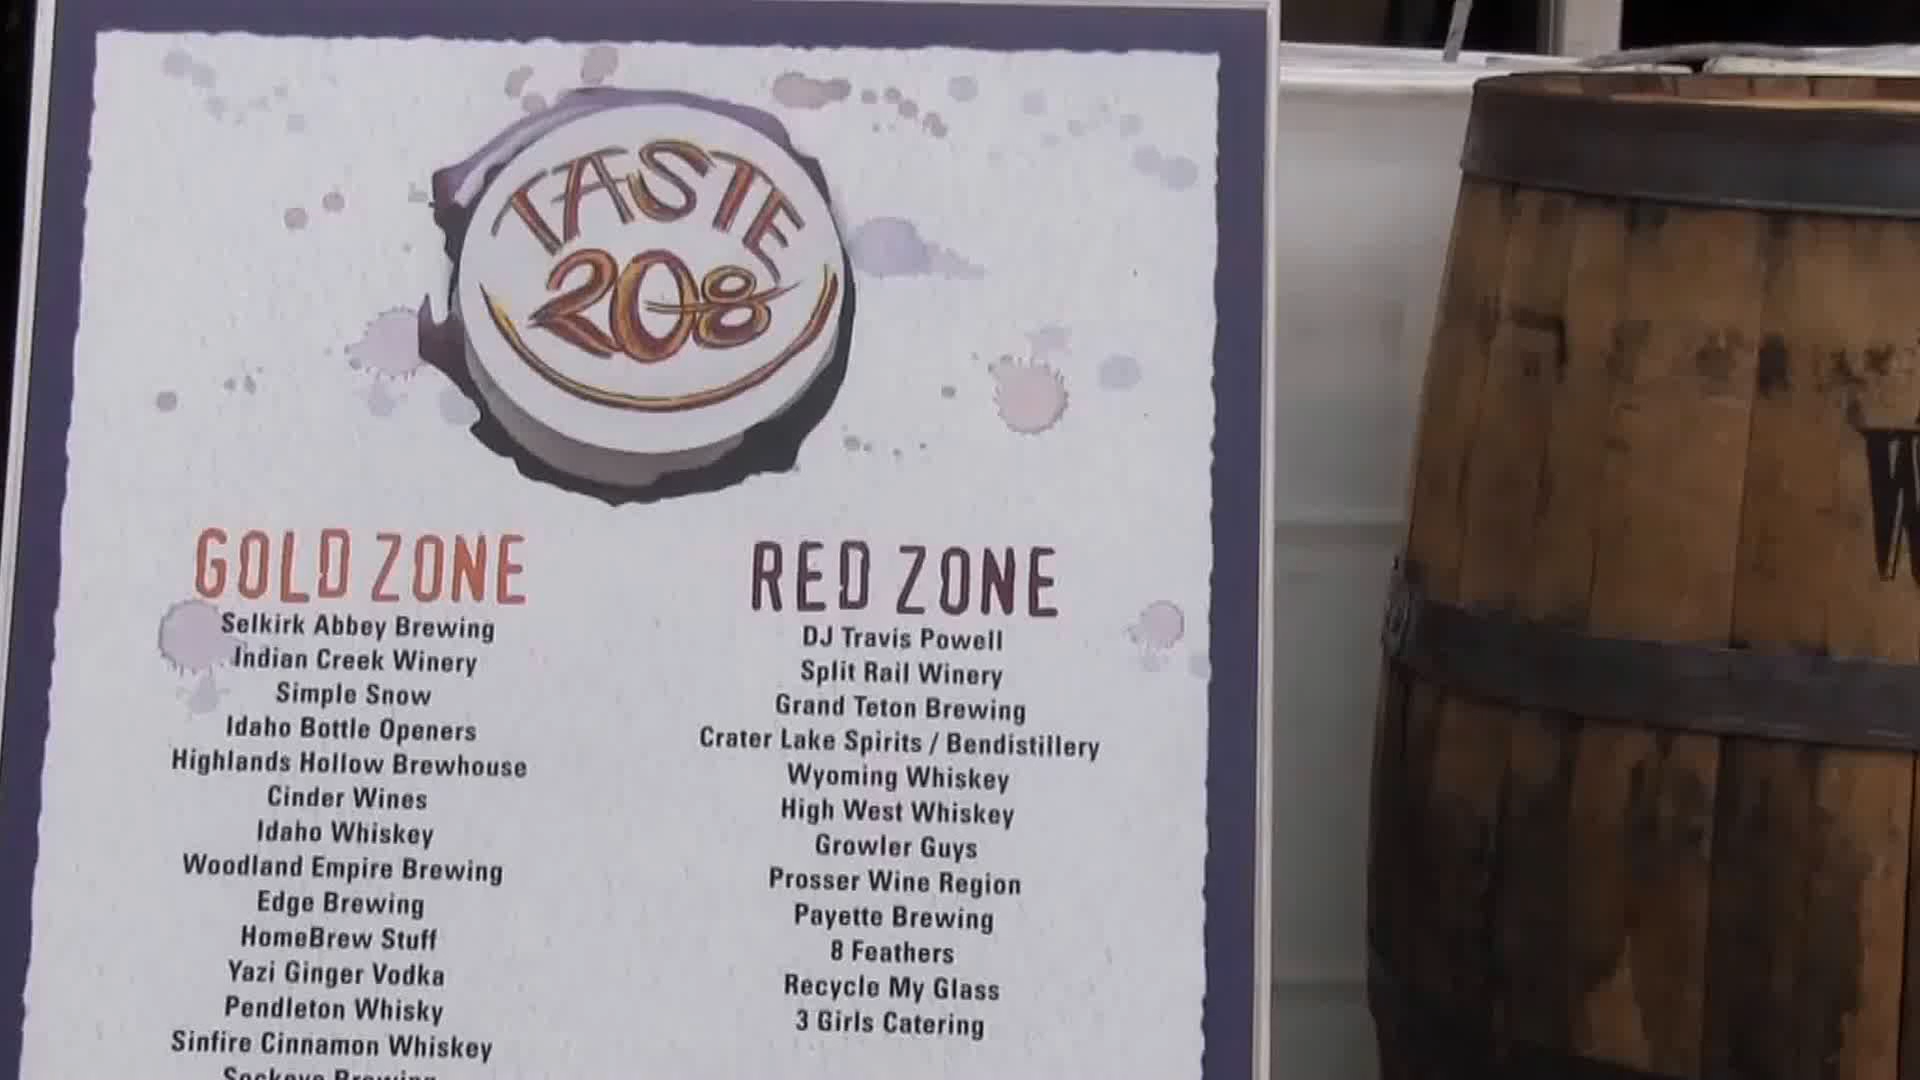 TASTE
208
GOLD ZONE
Selkirk Abbey Brewing
Indian Creek Winery
Simple Snow
Idaho Bottle Openers
Highlands Hollow Brewhouse
Cinder Wines
Idaho Whiskey
Woodland Empire Brewing
Edge Brewing
HomeBrew Stuff
Yazi Ginger Vodka
Pendleton Whisky
Sinfire Cinnamon Whiskey
Sockeye Brewing
RED ZONE
DJ Travis Powell
Split Rail Winery
Grand Teton Brewing
Crater Lake Spirits / Bendistillery
Wyoming Whiskey
High West Whiskey
Growler Guys
Prosser Wine Region
Payette Brewing
8 Feathers
Recycle My Glass
3 Girls Catering